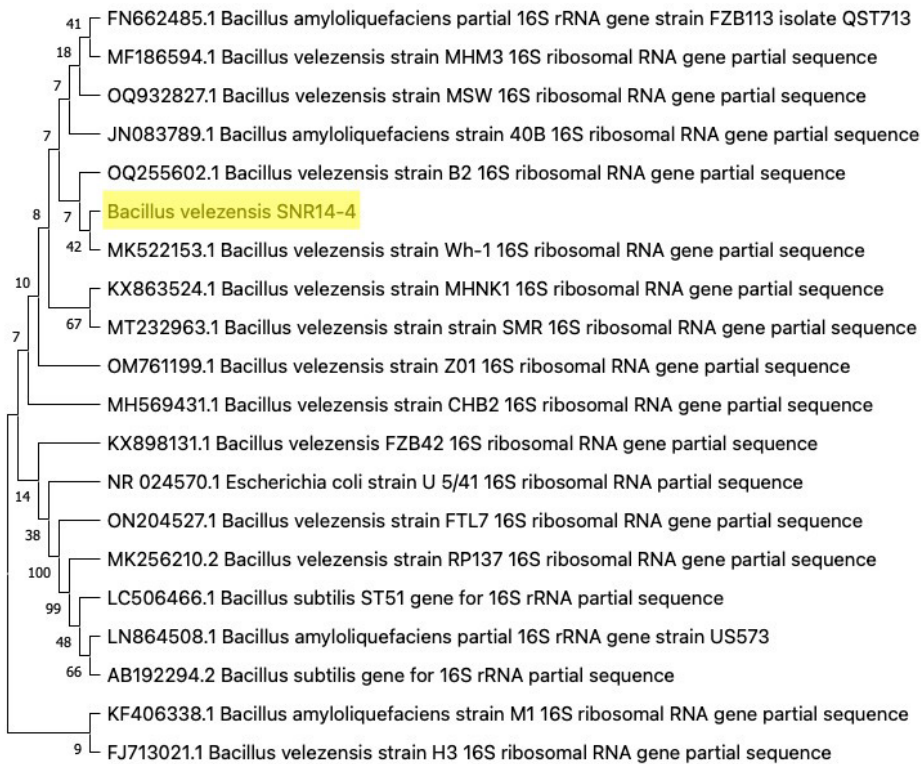 41
FN662485.1 Bacillus amyloliquefaciens partial 16S rRNA gene strain FZB113 isolate QST713
18
MF186594.1 Bacillus velezensis strain MHM3 16S ribosomal RNA gene partial sequence
7
OQ932827.1 Bacillus velezensis strain MSW 16S ribosomal RNA gene partial sequence
7
JN083789.1 Bacillus amyloliquefaciens strain 40B 16S ribosomal RNA gene partial sequence
OQ255602.1 Bacillus velezensis strain B2 16S ribosomal RNA gene partial sequence
8
7
Bacillus velezensis SNR14-4
42
MK522153.1 Bacillus velezensis strain Wh-1 16S ribosomal RNA gene partial sequence
10
KX863524.1 Bacillus velezensis strain MHNK1 16S ribosomal RNA gene partial sequence
67
MT232963.1 Bacillus velezensis strain strain SMR 16S ribosomal RNA gene partial sequence
7
OM761199.1 Bacillus velezensis strain Z01 16S ribosomal RNA gene partial sequence
MH569431.1 Bacillus velezensis strain CHB2 16S ribosomal RNA gene partial sequence
KX898131.1 Bacillus velezensis FZB42 16S ribosomal RNA gene partial sequence
14
NR 024570.1 Escherichia coli strain U 5/41 16S ribosomal RNA partial sequence
38
ON204527.1 Bacillus velezensis strain FTL7 16S ribosomal RNA gene partial sequence
100
MK256210.2 Bacillus velezensis strain RP137 16S ribosomal RNA gene partial sequence
99
LC506466.1 Bacillus subtilis ST51 gene for 16S rRNA partial sequence
48
LN864508.1 Bacillus amyloliquefaciens partial 16S rRNA gene strain US573
66
AB192294.2 Bacillus subtilis gene for 16S rRNA partial sequence
KF406338.1 Bacillus amyloliquefaciens strain M1 16S ribosomal RNA gene partial sequence
9
FJ713021.1 Bacillus velezensis strain H3 16S ribosomal RNA gene partial sequence